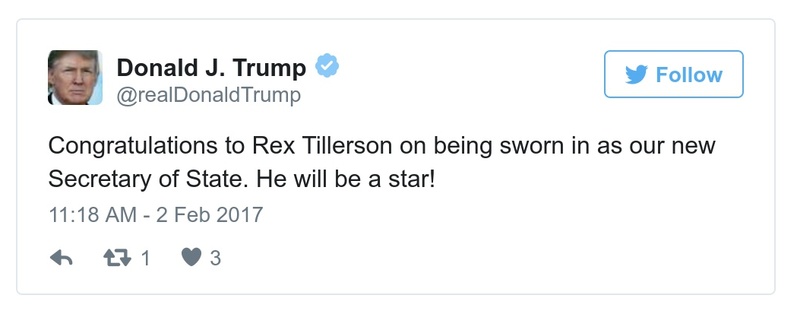 Donald J. Trump
@realDonaldTrump
Follow
Congratulations to Rex Tillerson on being sworn in as our new
Secretary of State. He will be a star!
11:18 AM - 2 Feb 2017
1 3